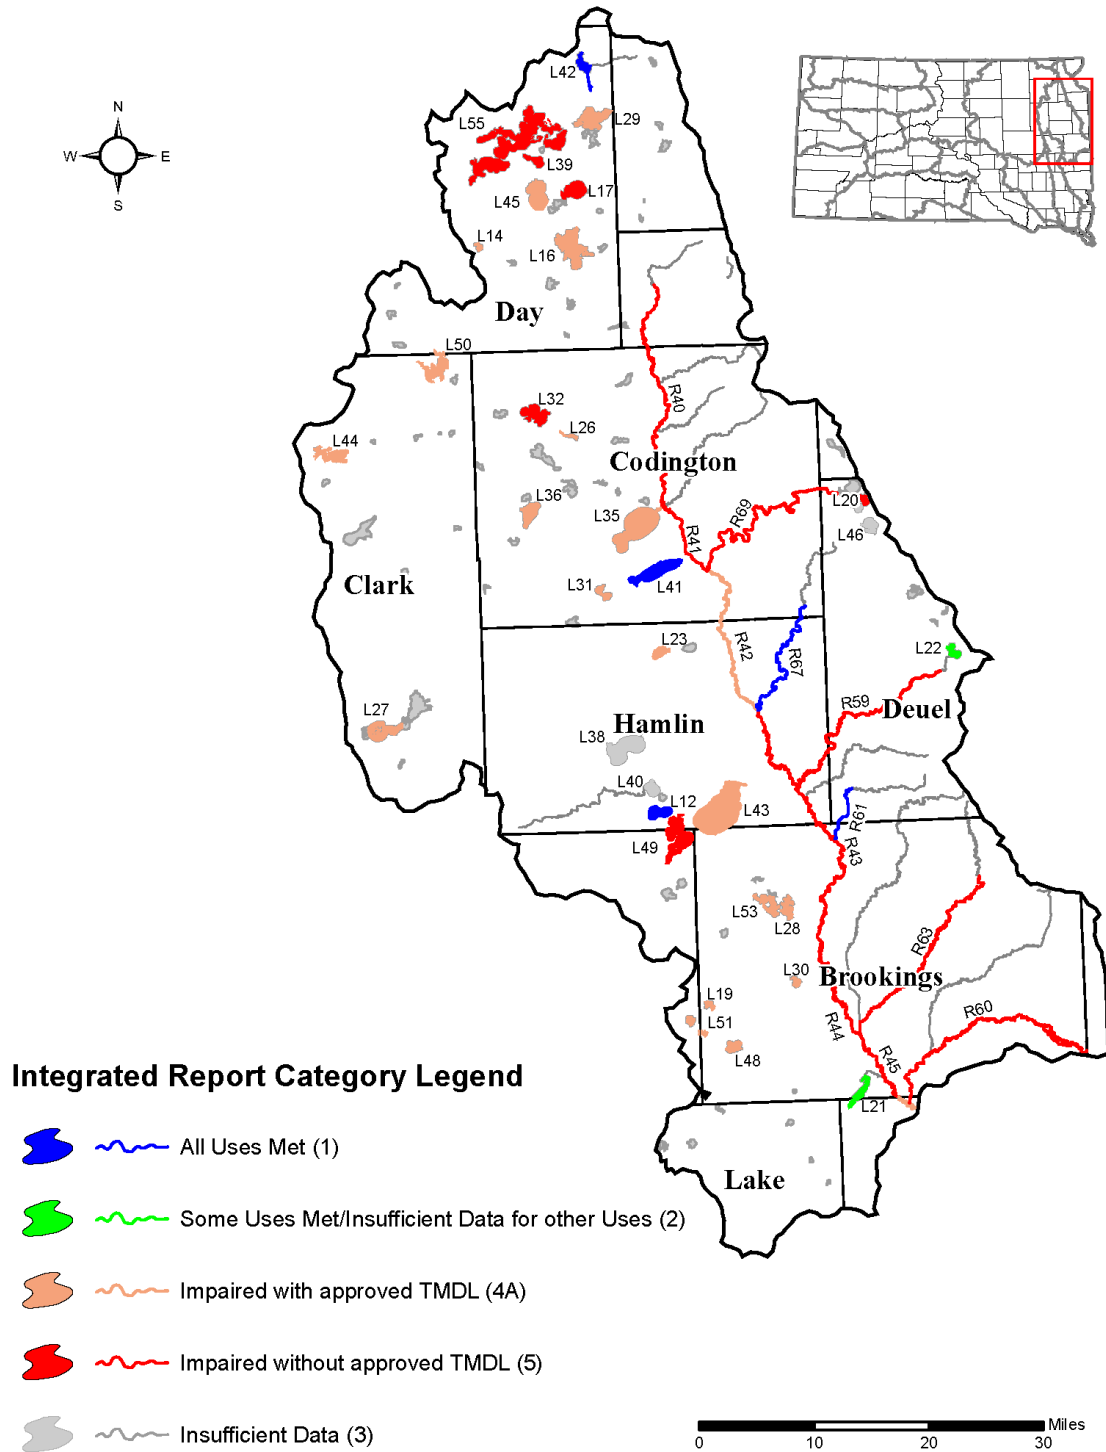 N
W E
S
L42
L55
L29
L39
L45
L17
L14
L16
Day
L50
L32
L26
L44
R40
Codington
L36
L35
R69
L20
L46
R41
Clark
L31
L41
L23
R42
R67
L22
L27
Hamlin
R59
Deuel
L38
L40
L12
L43
R61
L49
R43
L53
L28
R63
L30
Brookings
L19
L51
R44
R60
L48
R45
L21
Lake
Integrated Report Category Legend
All Uses Met (1)
Some Uses Met/Insufficient Data for other Uses (2)
Impaired with approved TMDL (4A)
Impaired without approved TMDL (5)
Insufficient Data (3)
Miles
0 10 20 30